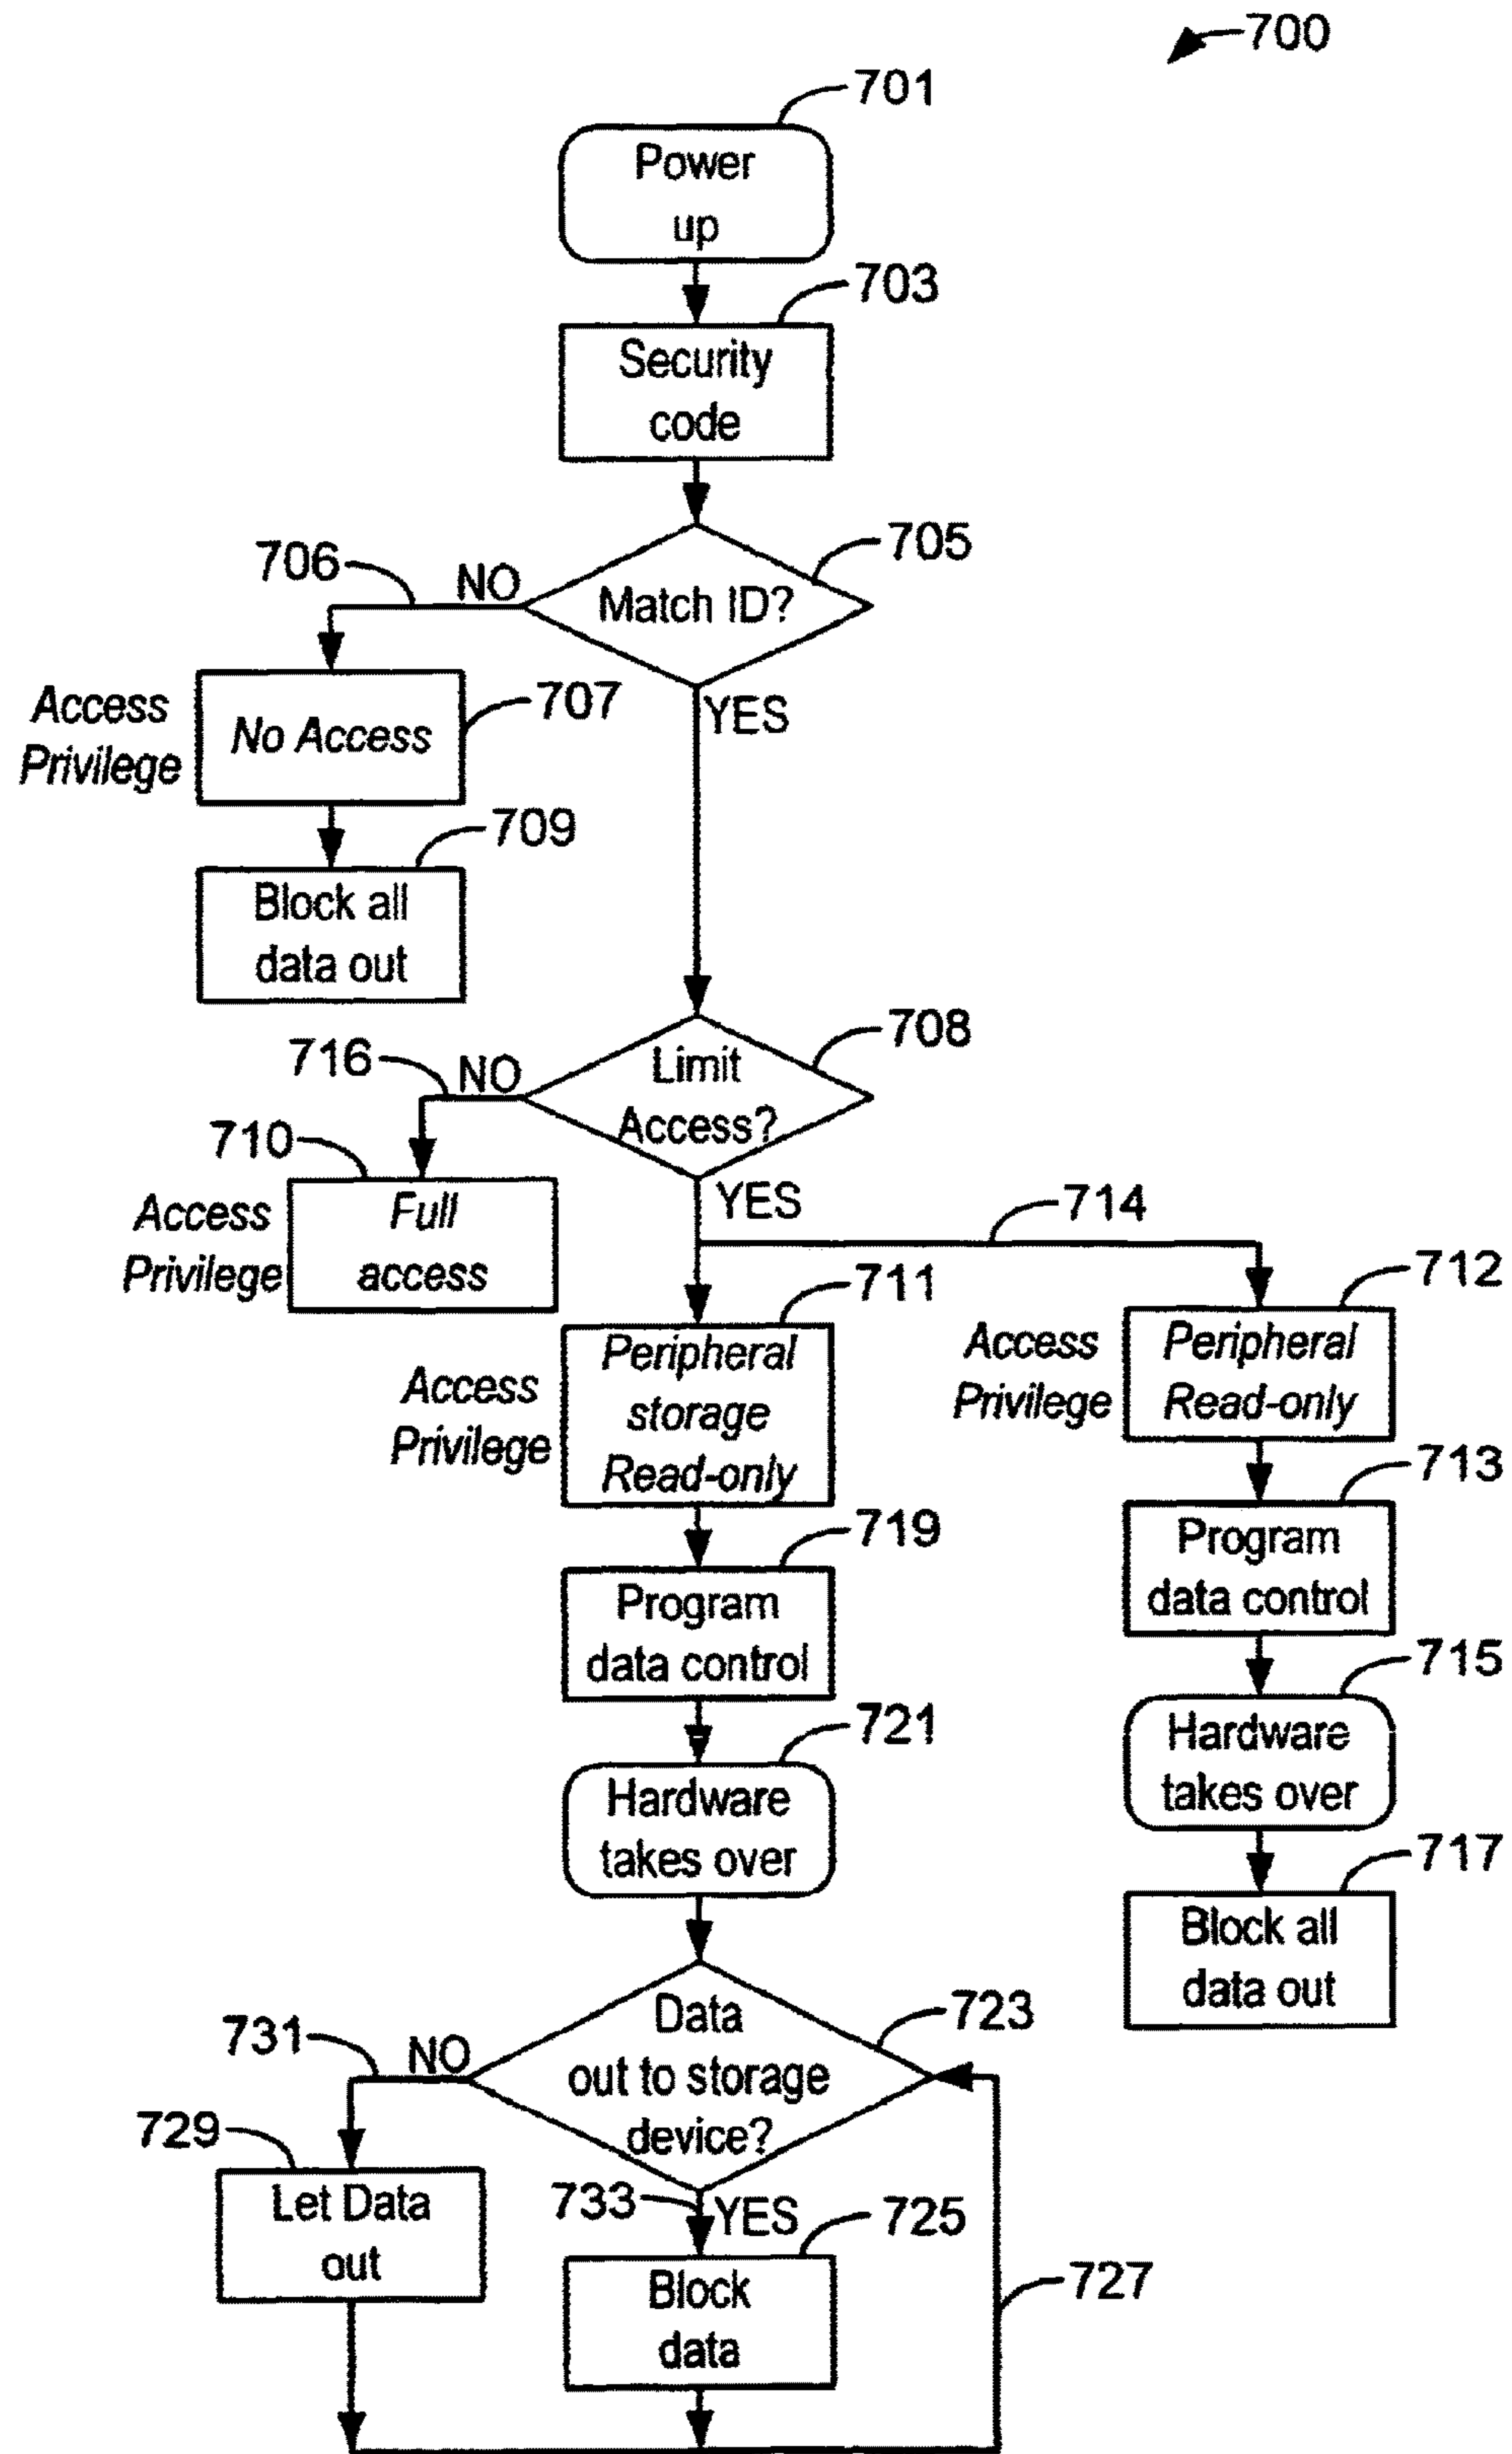 700
701
Power
up
703
Security
code
705
706
NO
Match ID?
YES
Access
Privilege
No Access
707
709
Block all
data out
708
716
NO
Limit
Access?
YES
710
Access
Privilege
Full
access
714
711
Access
Privilege
Peripheral
storage
Read-only
712
Access
Privilege
Peripheral
Read-only
719
Program
data control
713
Program
data control
721
Hardware
takes over
715
Hardware
takes over
717
Block all
data out
723
731
NO
Data
out to storage
device?
729
Let Data
out
733
YES
725
Block
data
727